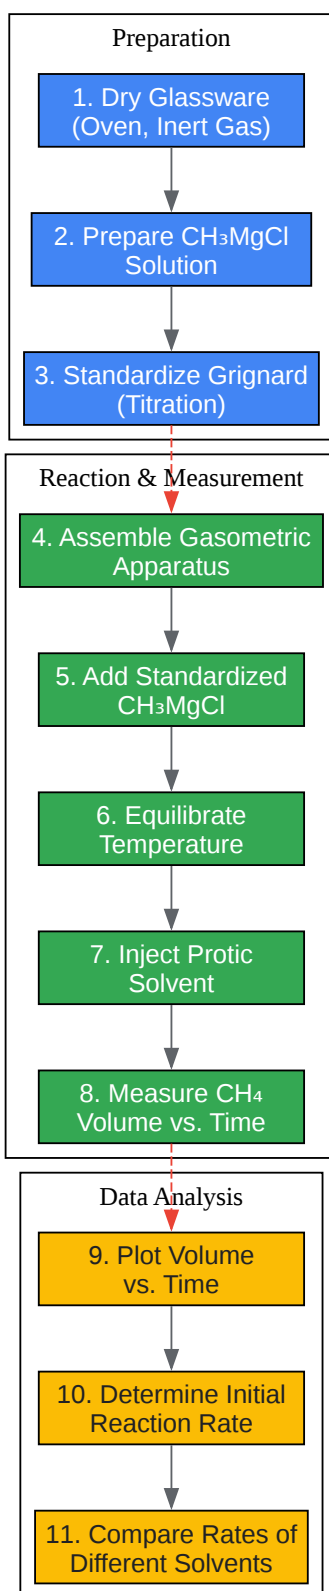 Preparation
1. Dry Glassware
(Oven, Inert Gas)
2. Prepare CH₃MgCl
Solution
3. Standardize Grignard
(Titration)
Reaction & Measurement
4. Assemble Gasometric
Apparatus
5. Add Standardized
CH₃MgCl
6. Equilibrate
Temperature
7. Inject Protic
Solvent
8. Measure CH₄
Volume vs. Time
Data Analysis
9. Plot Volume
vs. Time
10. Determine Initial
Reaction Rate
11. Compare Rates of
Different Solvents